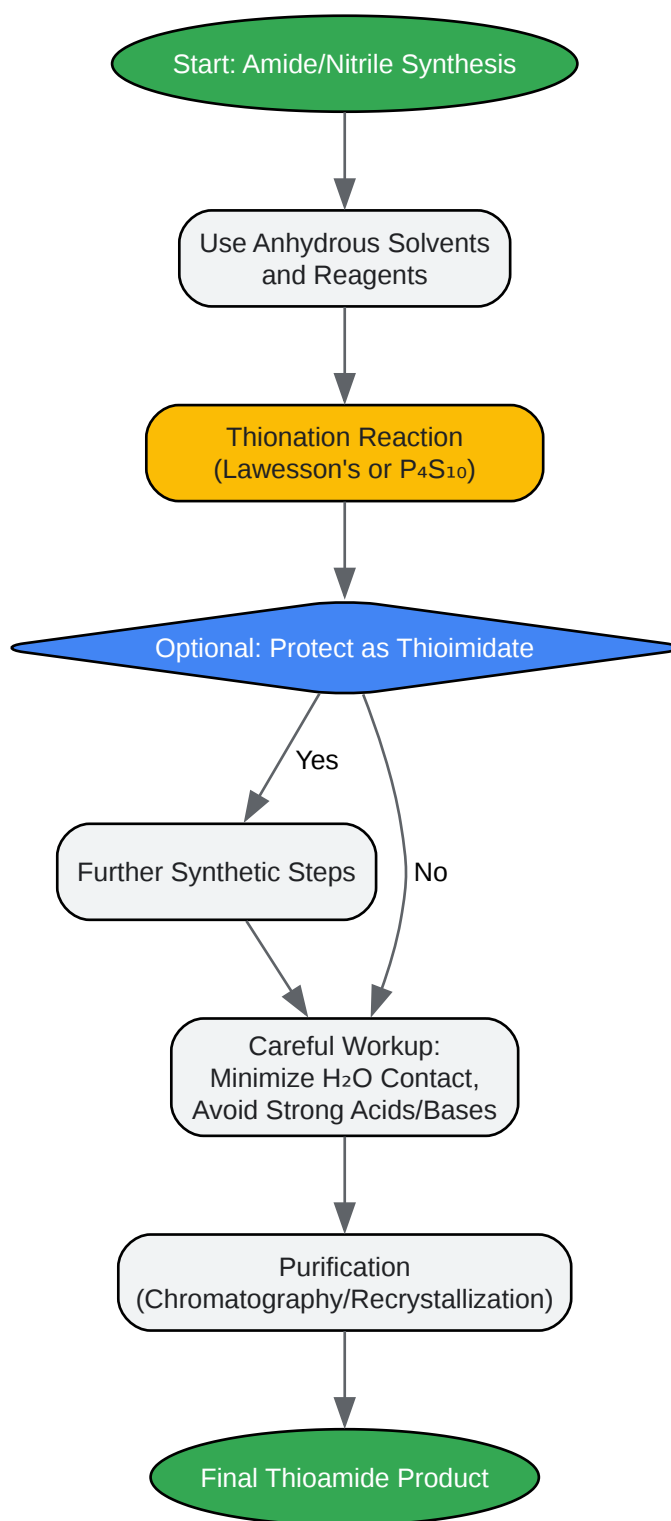 Start: Amide/Nitrile Synthesis
Use Anhydrous Solvents
and Reagents
Thionation Reaction
(Lawesson's or P₄S₁₀)
Optional: Protect as Thioimidate
Yes
Further Synthetic Steps
No
Careful Workup:
Minimize H₂O Contact,
Avoid Strong Acids/Bases
Purification
(Chromatography/Recrystallization)
Final Thioamide Product